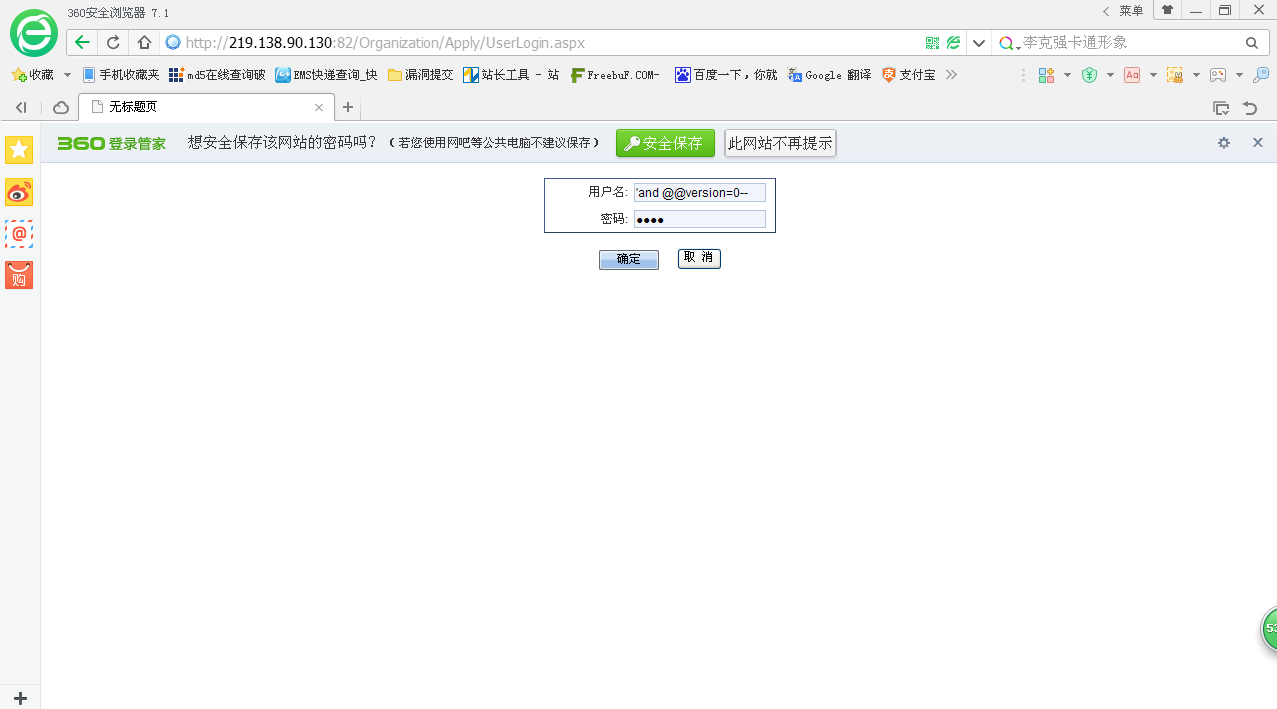 360安全浏览器 7.1
菜单
http://219.138.90.130:82/Organization/Apply/UserLogin.aspx
李克强卡通形象
收藏 手机收藏夹 md5在线查询破 EMS快递查询_快 漏洞提交 站长工具 - 站 FreebuF.COM- 百度一下，你就 Google 翻译 支付宝
无标题页
360 登录管家 想安全保存该网站的密码吗？（若您使用网吧等公共电脑不建议保存） 安全保存 此网站不再提示
用户名: 'and @@version=0--
密码: ●●●●
确定 取 消
购
53